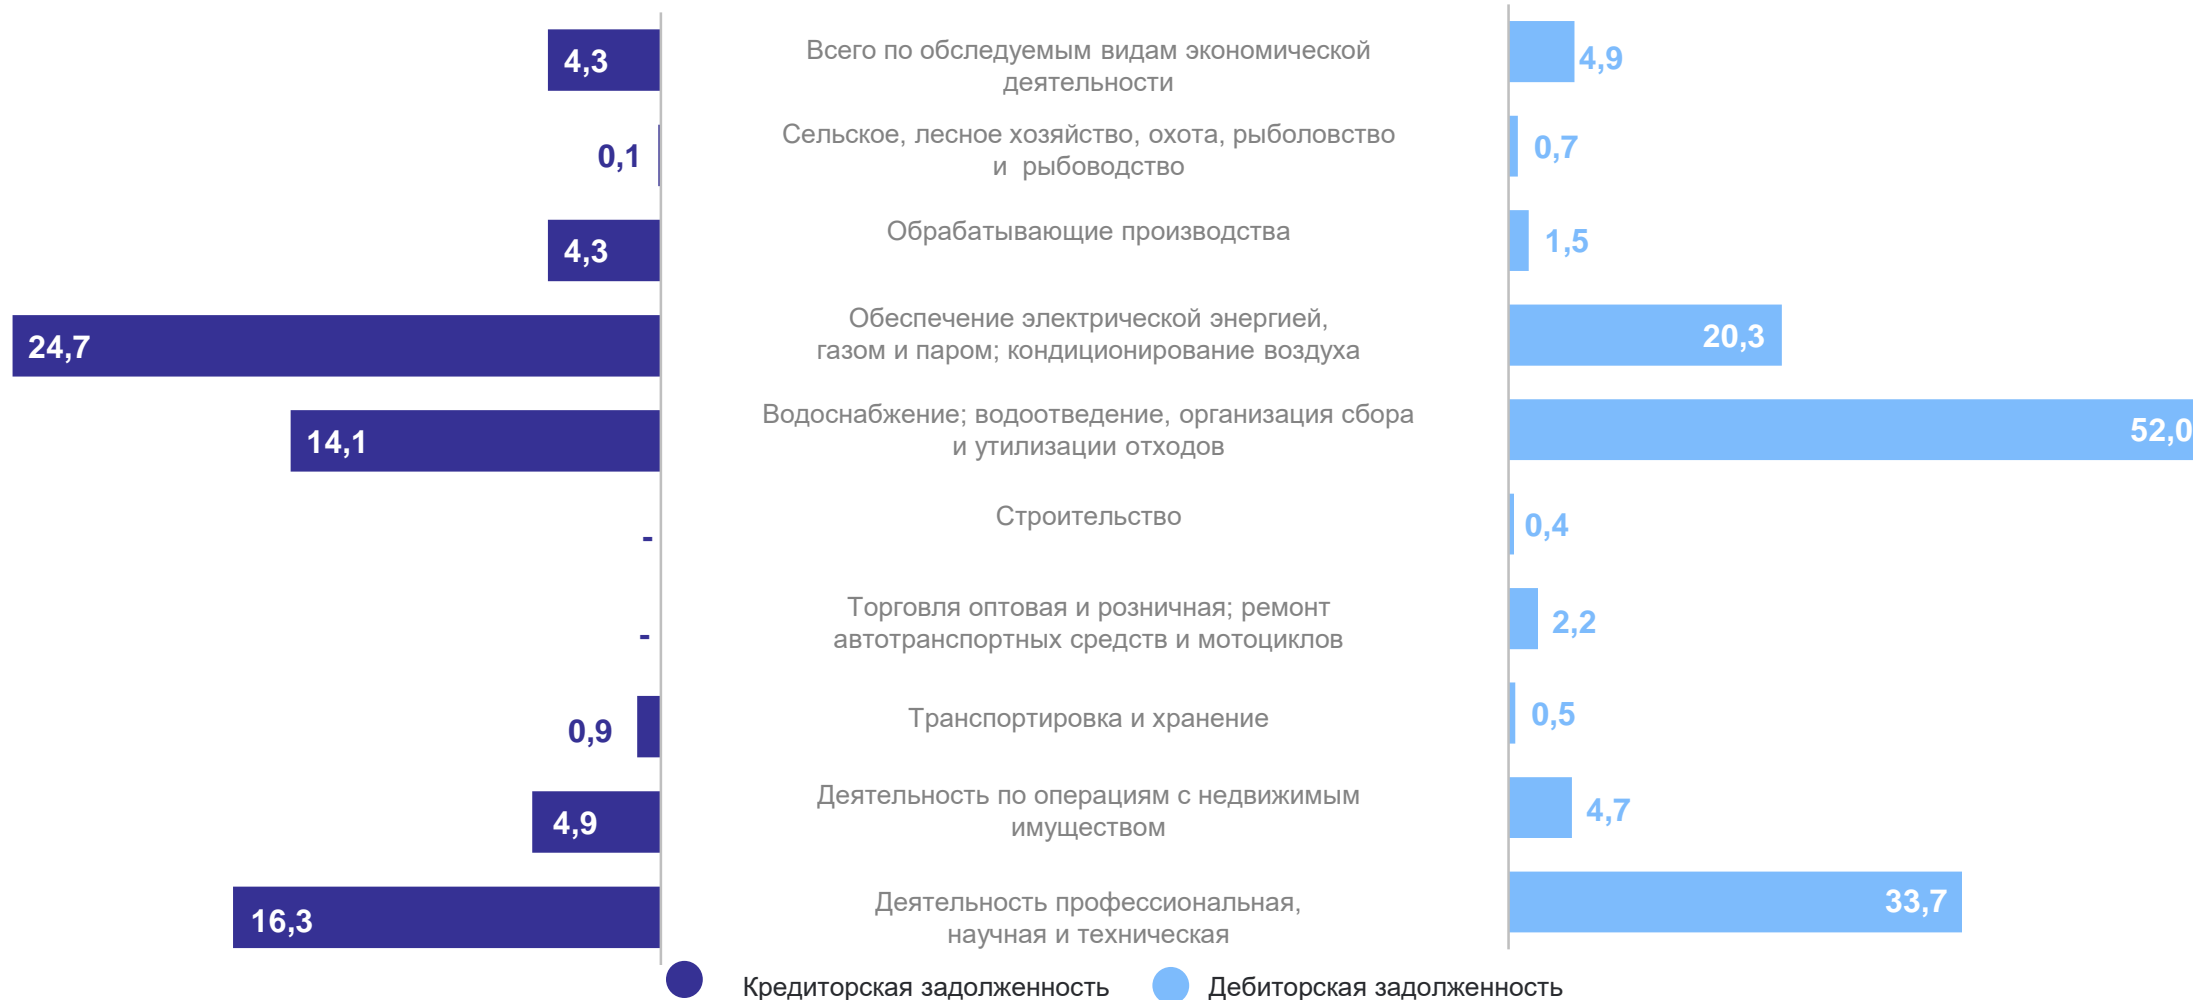 4,3
Всего по обследуемым видам экономической
деятельности
4,9
0,1
Сельское, лесное хозяйство, охота, рыболовство
и рыбоводство
0,7
4,3
Обрабатывающие производства
1,5
24,7
Обеспечение электрической энергией,
газом и паром; кондиционирование воздуха
20,3
14,1
Водоснабжение; водоотведение, организация сбора
и утилизации отходов
52,0
-
Строительство
0,4
-
Торговля оптовая и розничная; ремонт
автотранспортных средств и мотоциклов
2,2
0,9
Транспортировка и хранение
0,5
4,9
Деятельность по операциям с недвижимым
имуществом
4,7
16,3
Деятельность профессиональная,
научная и техническая
33,7
Кредиторская задолженность
Дебиторская задолженность